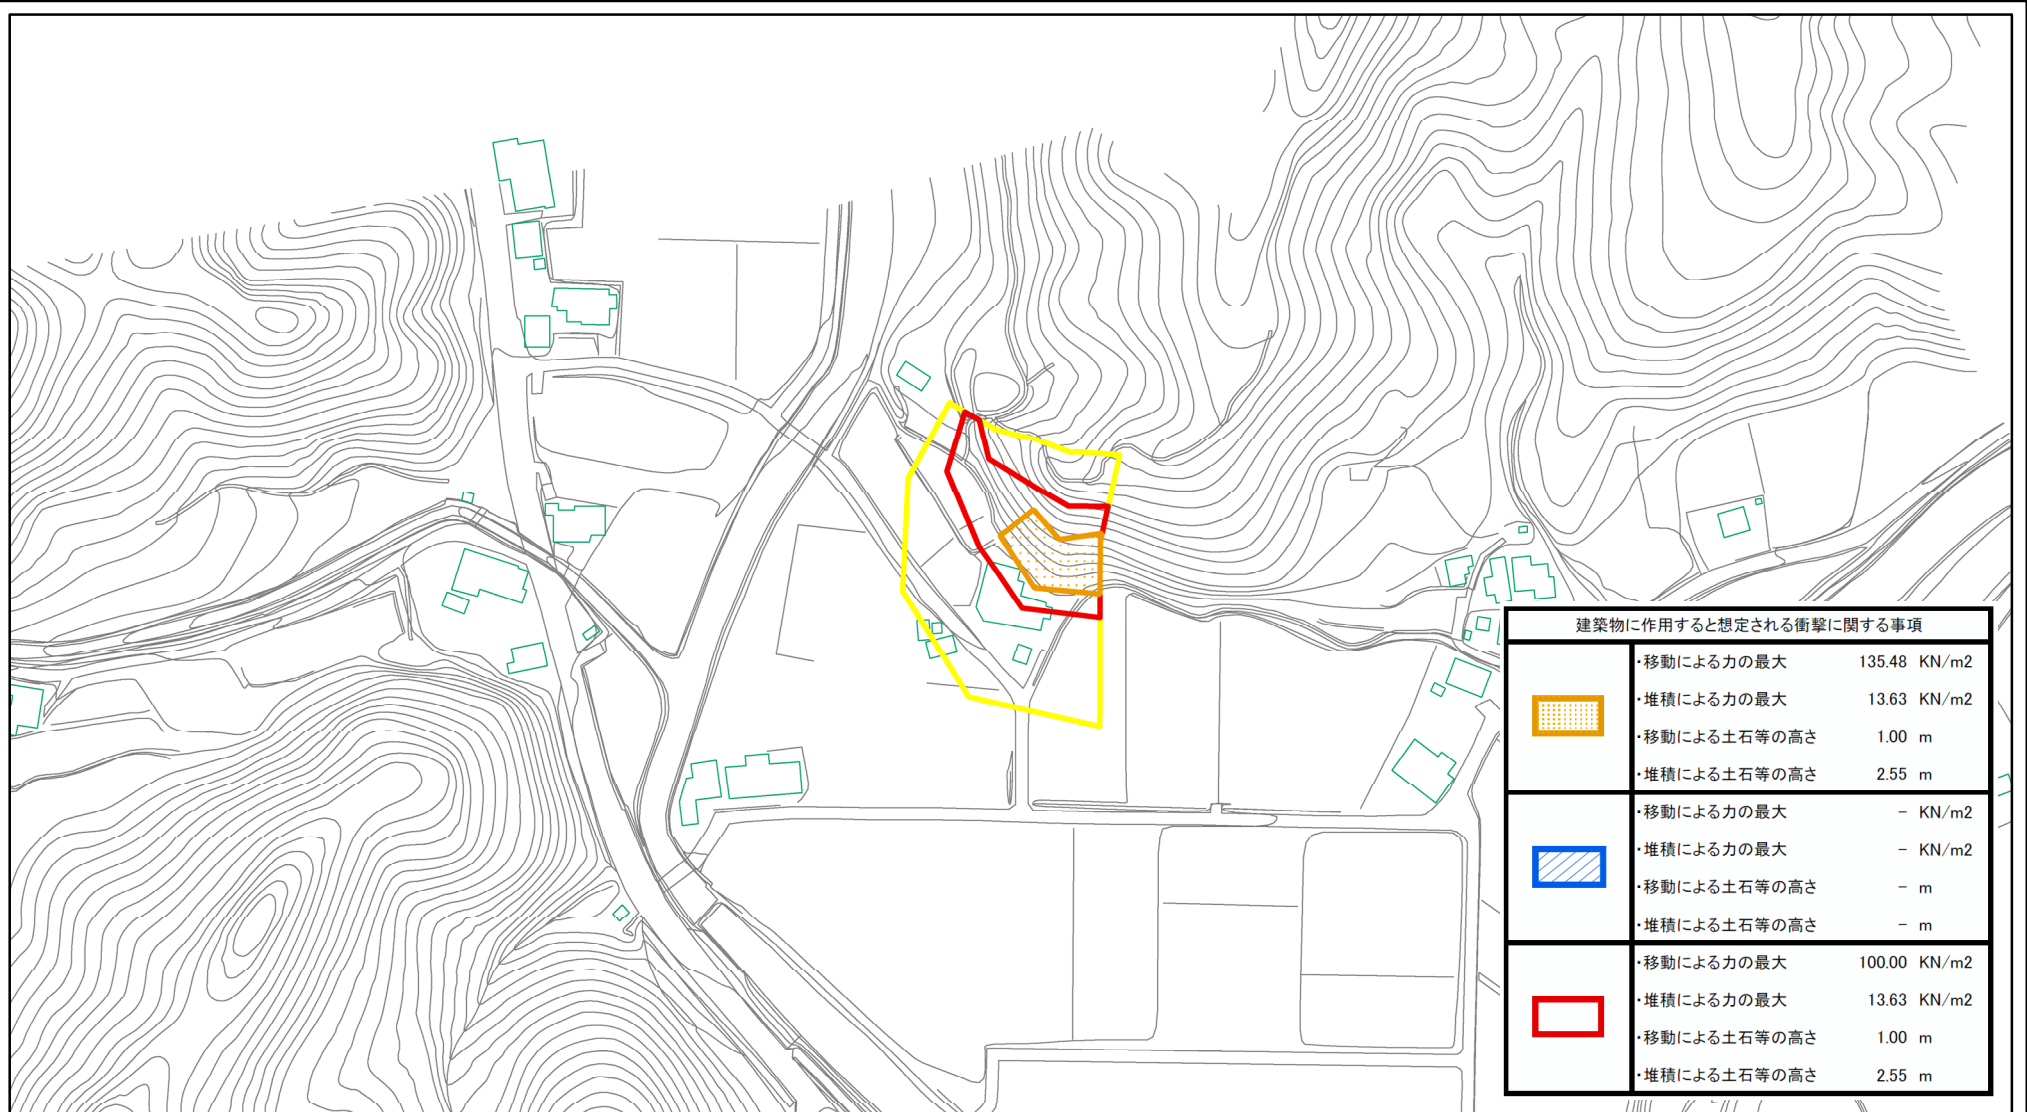 建築物に作用すると想定される衝撃に関する事項
・移動による力の最大 135.48 KN/m2
・堆積による力の最大 13.63 KN/m2
・移動による土石等の高さ 1.00 m
・堆積による土石等の高さ 2.55 m
・移動による力の最大 − KN/m2
・堆積による力の最大 − KN/m2
・移動による土石等の高さ − m
・堆積による土石等の高さ − m
・移動による力の最大 100.00 KN/m2
・堆積による力の最大 13.63 KN/m2
・移動による土石等の高さ 1.00 m
・堆積による土石等の高さ 2.55 m